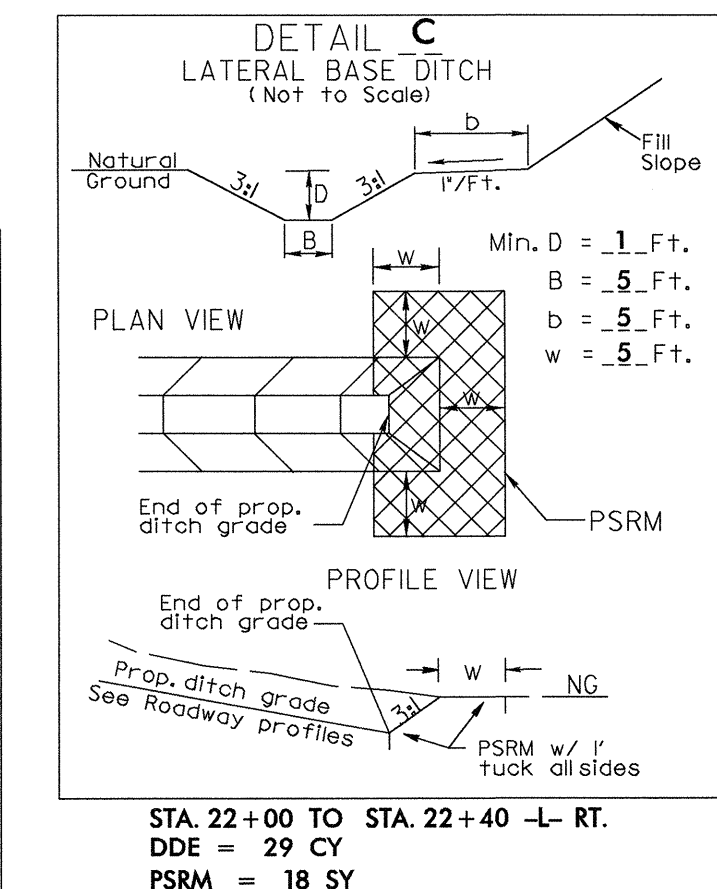 DETAIL C
LATERAL BASE DITCH
(Not to Scale)
b
Natural
Ground
3:1
D
3:1
1"/Ft.
Fill
Slope
B
Min. D = 1 Ft.
B = 5 Ft.
b = 5 Ft.
w = 5 Ft.
w
PLAN VIEW
w
w
w
End of prop.
ditch grade
PSRM
PROFILE VIEW
End of prop.
ditch grade
w
NG
Prop. ditch grade
See Roadway profiles
3:1
PSRM w/ 1'
tuck all sides
STA. 22+00 TO STA. 22+40 -L- RT.
DDE = 29 CY
PSRM = 18 SY